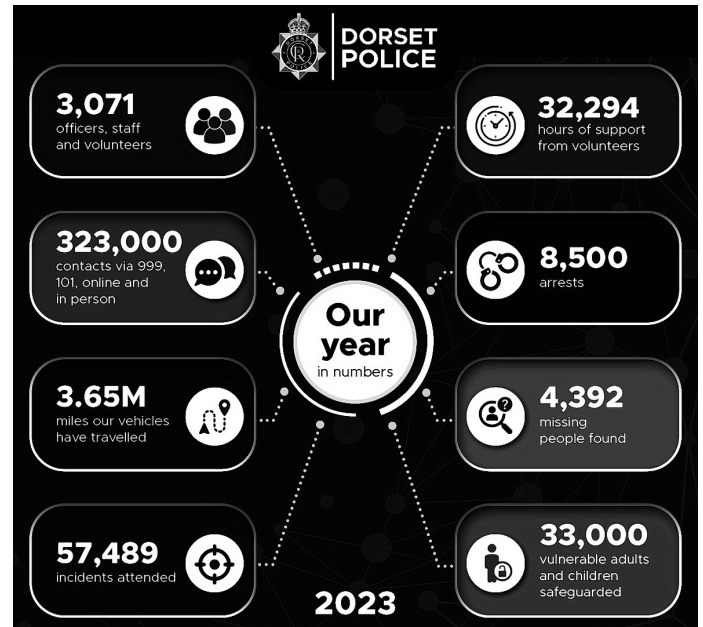 DORSET
POLICE
3,071
officers, staff
and volunteers
32,294
hours of support
from volunteers
323,000
contacts via 999,
101, online and
in person
8,500
arrests
Our
year
in numbers
3.65M
miles our vehicles
have travelled
4,392
missing
people found
57,489
incidents attended
33,000
vulnerable adults
and children
safeguarded
2023